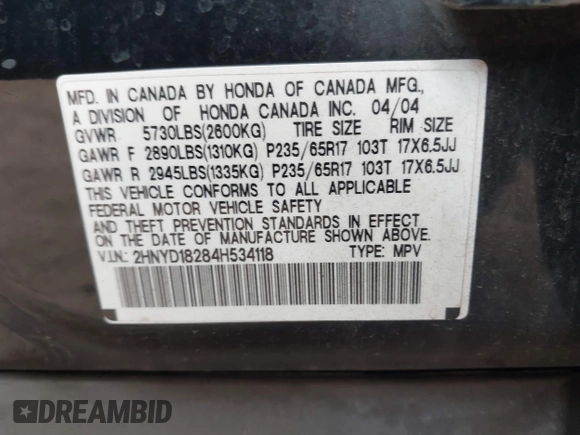 MFD. IN CANADA BY HONDA OF CANADA MFG.,
A DIVISION OF HONDA CANADA INC. 04/04
GVWR 5730LBS(2600KG) TIRE SIZE RIM SIZE
GAWR F 2890LBS(1310KG) P235/65R17 103T 17X6.5JJ
GAWR R 2945LBS(1335KG) P235/65R17 103T 17X6.5JJ
THIS VEHICLE CONFORMS TO ALL APPLICABLE
FEDERAL MOTOR VEHICLE SAFETY
AND THEFT PREVENTION STANDARDS IN EFFECT ON
THE DATE OF MANUFACTURE SHOWN ABOVE.
V.I.N.: 2HNYD18284H534118 TYPE: MPV
DREAMBID